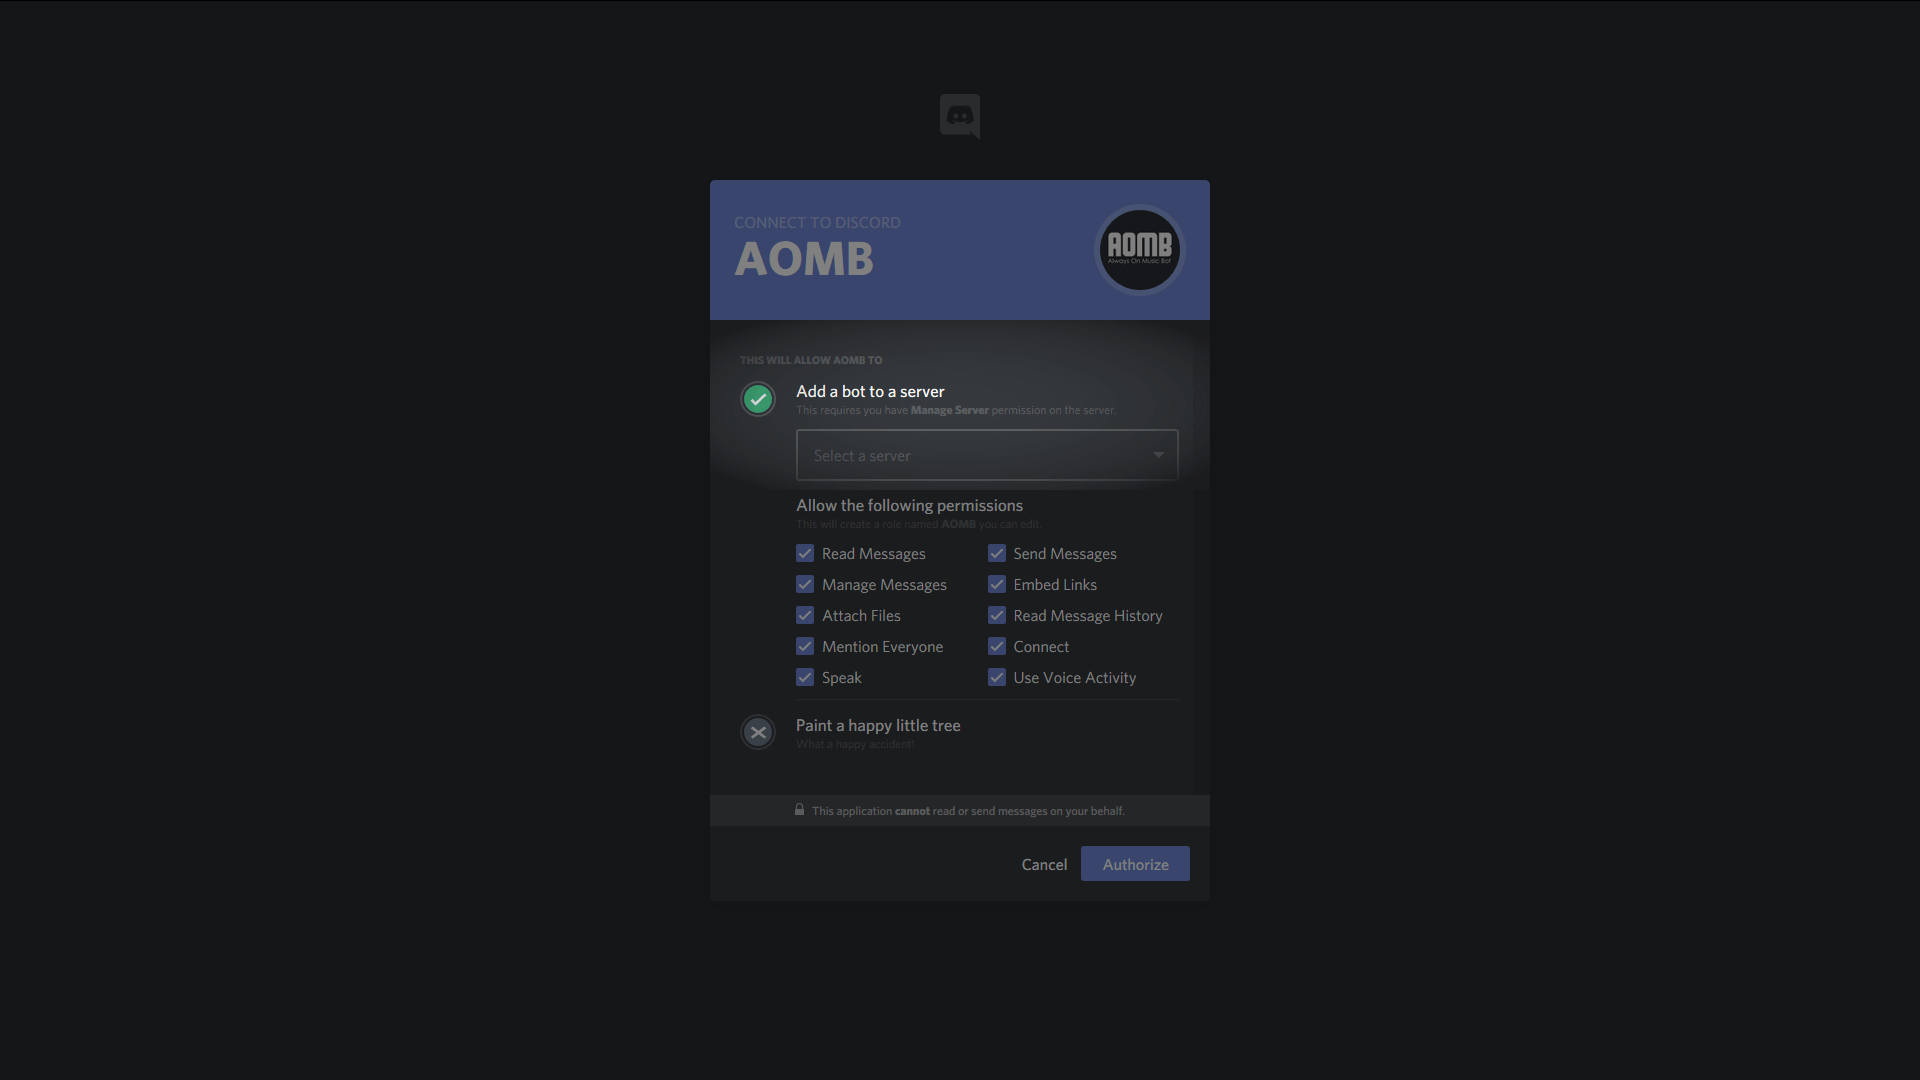 CONNECT TO DISCORD
AOMB
AOMB
Always On Music Bot
THIS WILL ALLOW AOMB TO
Add a bot to a server
This requires you have Manage Server permission on the server.
Select a server
Allow the following permissions
This will create a role named AOMB you can edit.
Read Messages
Send Messages
Manage Messages
Embed Links
Attach Files
Read Message History
Mention Everyone
Connect
Speak
Use Voice Activity
Paint a happy little tree
What a happy accident!
This application cannot read or send messages on your behalf.
Cancel
Authorize